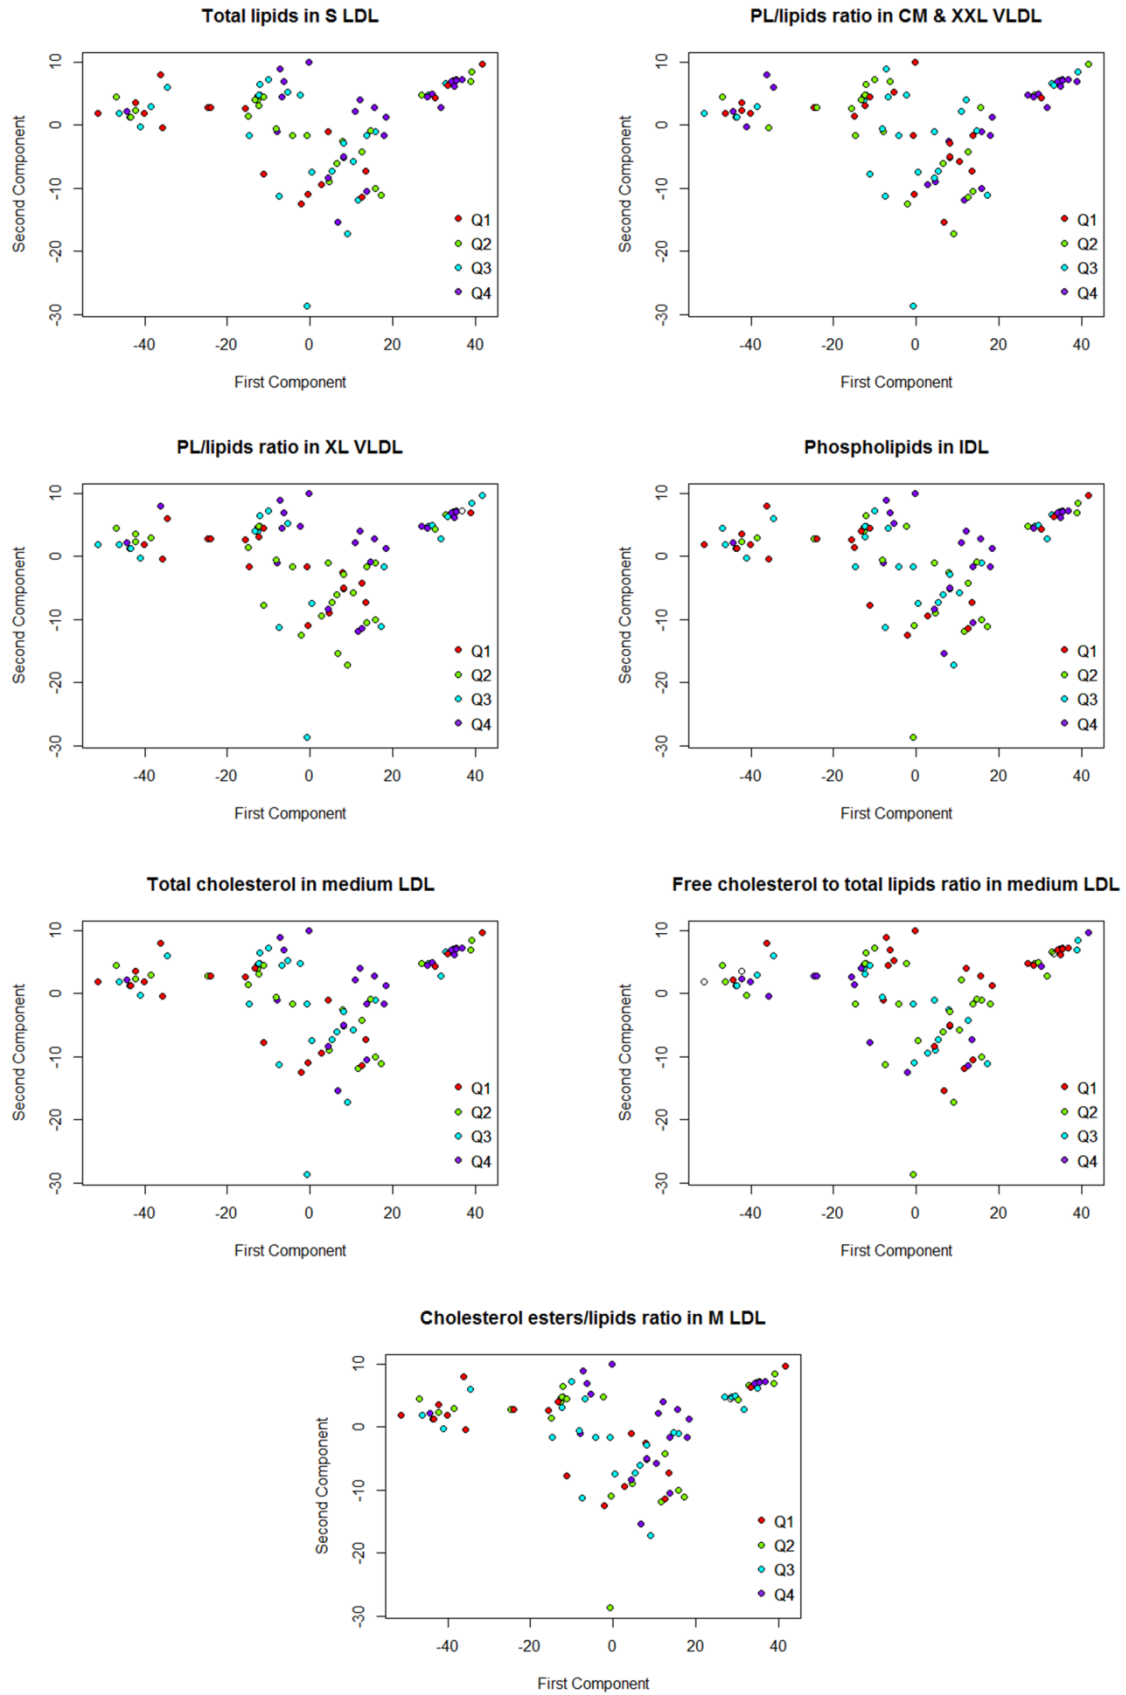 Total lipids in S LDL
10
0
-10
-20
-30
Second Component
-40
-20
0
20
40
First Component
Q1
Q2
Q3
Q4
PL/lipids ratio in CM & XXL VLDL
10
0
-10
-20
-30
Second Component
-40
-20
0
20
40
First Component
Q1
Q2
Q3
Q4
PL/lipids ratio in XL VLDL
10
0
-10
-20
-30
Second Component
-40
-20
0
20
40
First Component
Q1
Q2
Q3
Q4
Phospholipids in IDL
10
0
-10
-20
-30
Second Component
-40
-20
0
20
40
First Component
Q1
Q2
Q3
Q4
Total cholesterol in medium LDL
10
0
-10
-20
-30
Second Component
-40
-20
0
20
40
First Component
Q1
Q2
Q3
Q4
Free cholesterol to total lipids ratio in medium LDL
10
0
-10
-20
-30
Second Component
-40
-20
0
20
40
First Component
Q1
Q2
Q3
Q4
Cholesterol esters/lipids ratio in M LDL
10
0
-10
-20
-30
Second Component
-40
-20
0
20
40
First Component
Q1
Q2
Q3
Q4